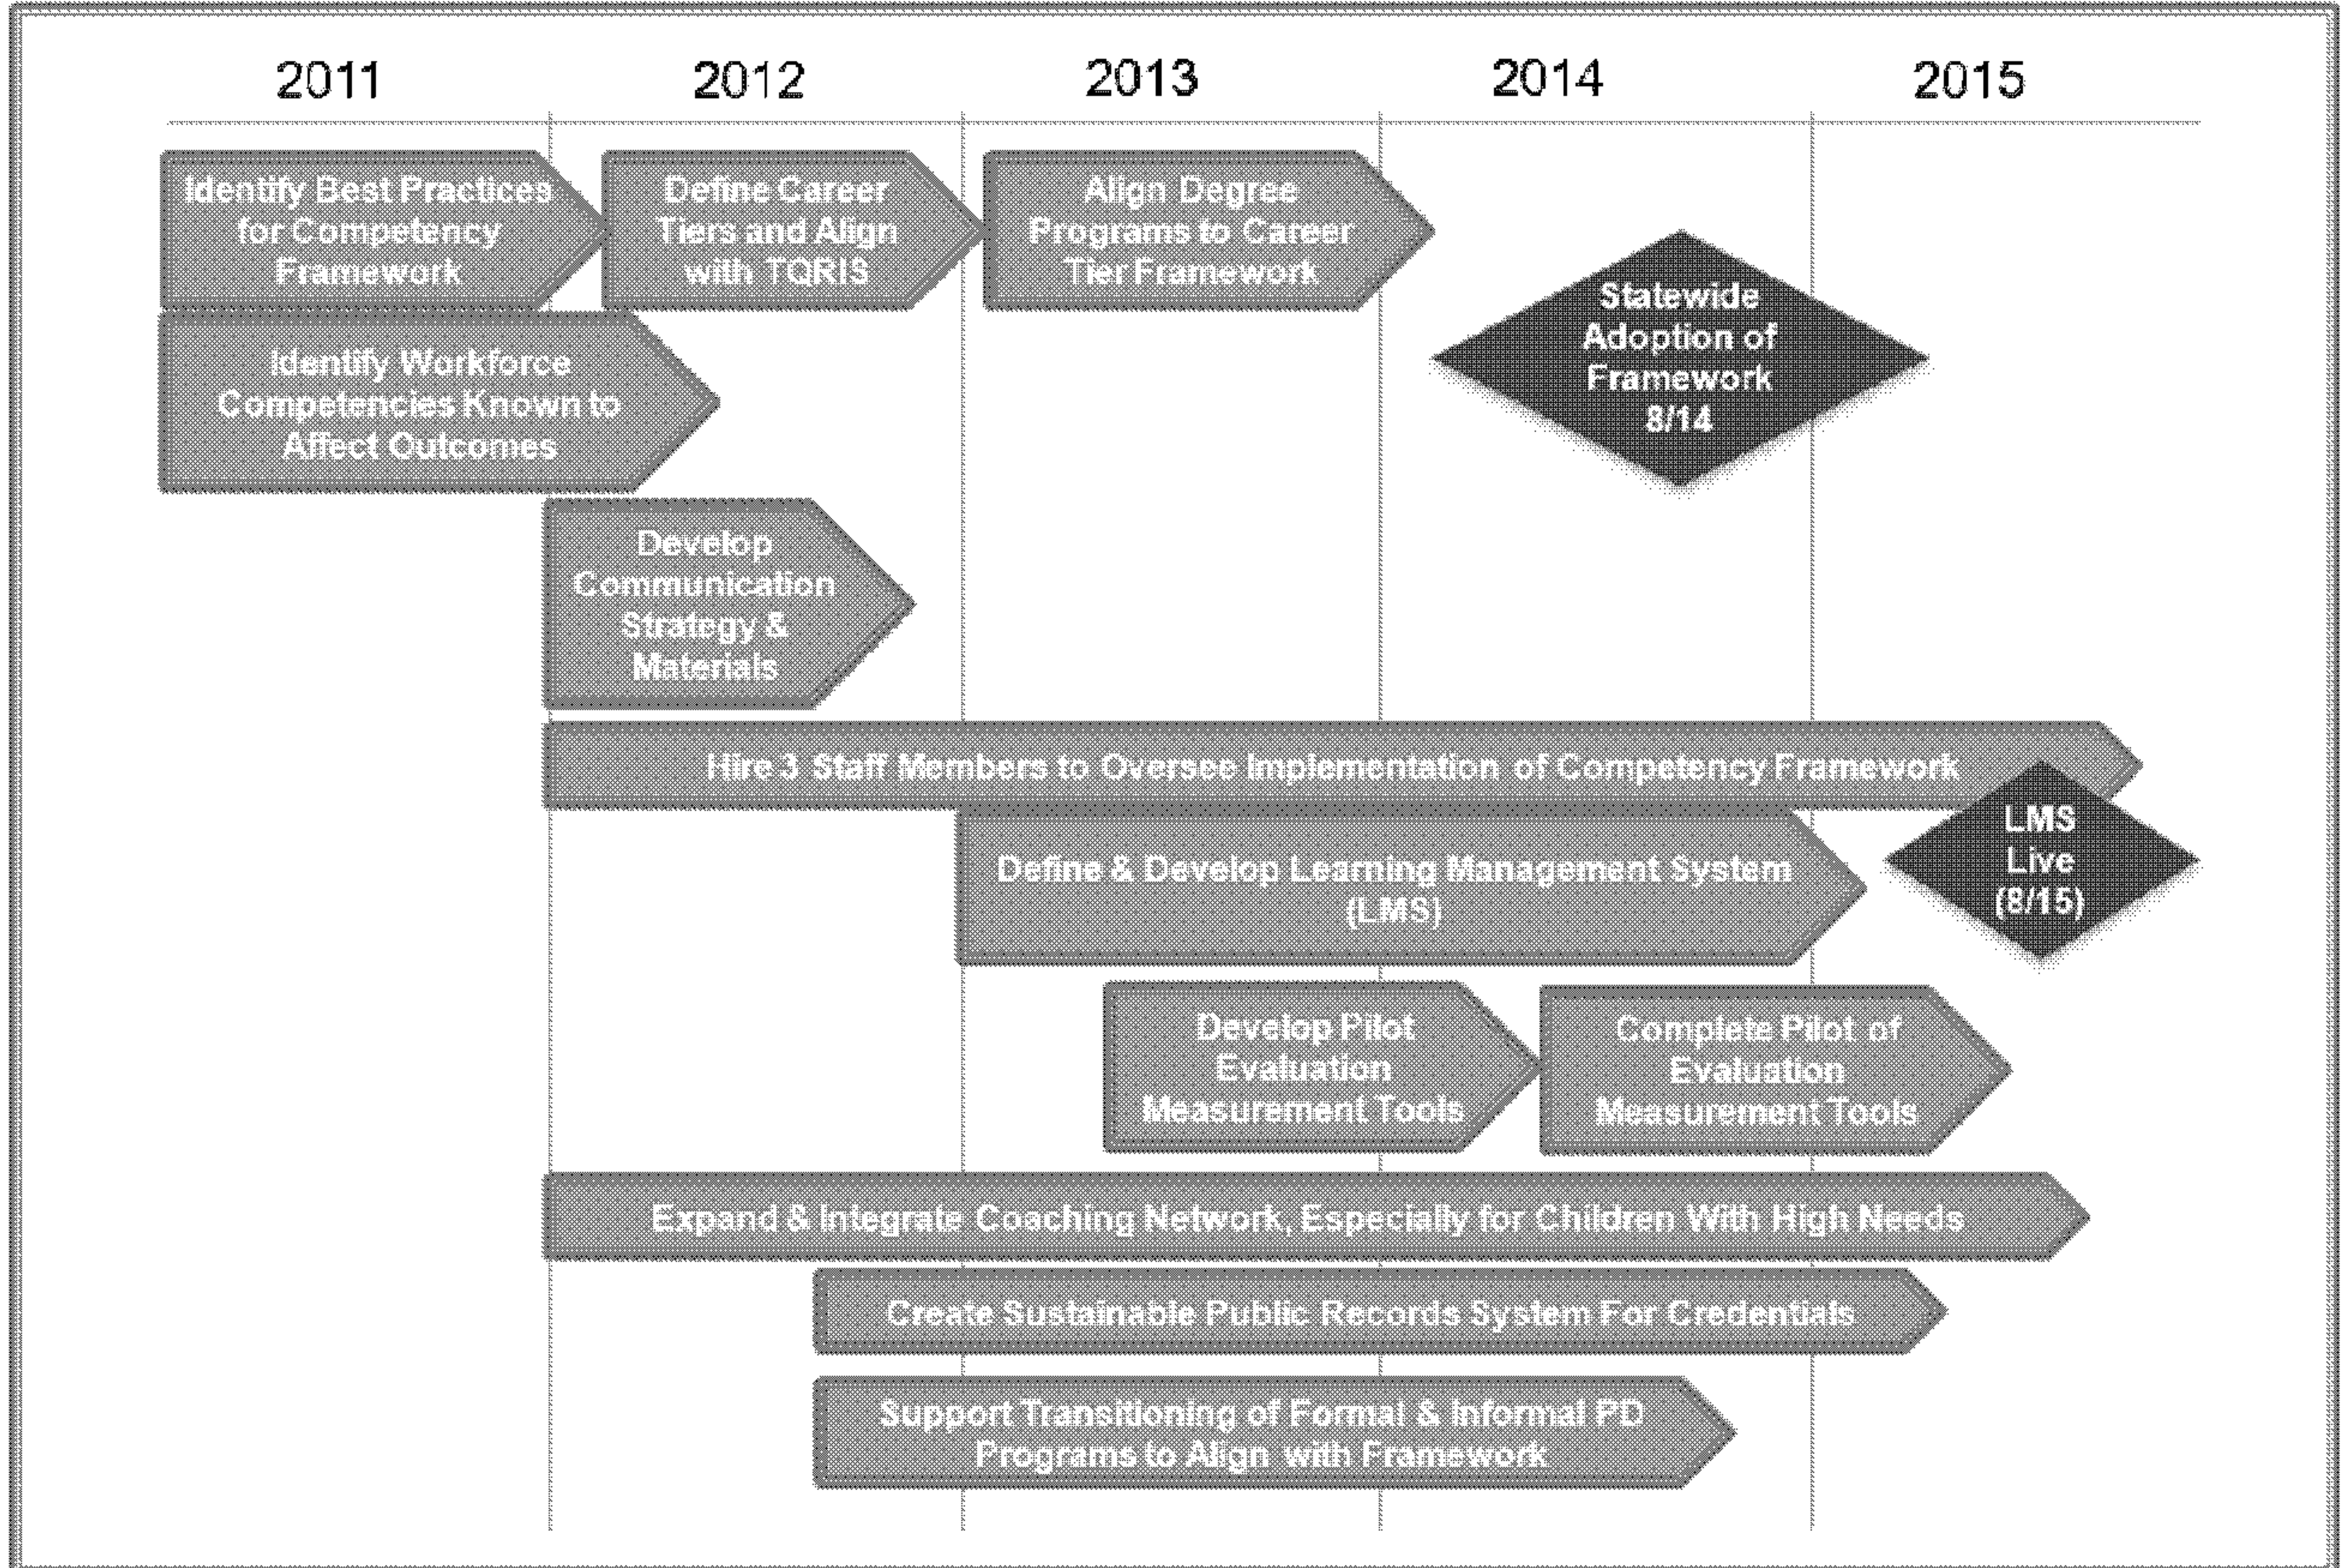 2011 2012 2013 2014 2015
Identify Best Practices
for Competency
Framework
Define Career
Tiers and Align
with TQRIS
Align Degree
Programs to Career
Tier Framework
Statewide
Adoption of
Framework
8/14
Identify Workforce
Competencies Known to
Affect Outcomes
Develop
Communication
Strategy &
Materials
Hire 3 Staff Members to Oversee Implementation of Competency Framework
LMS
Live
(8/15)
Define & Develop Learning Management System
(LMS)
Develop Pilot
Evaluation
Measurement Tools
Complete Pilot of
Evaluation
Measurement Tools
Expand & Integrate Coaching Network, Especially for Children With High Needs
Create Sustainable Public Records System For Credentials
Support Transitioning of Formal & Informal PD
Programs to Align with Framework